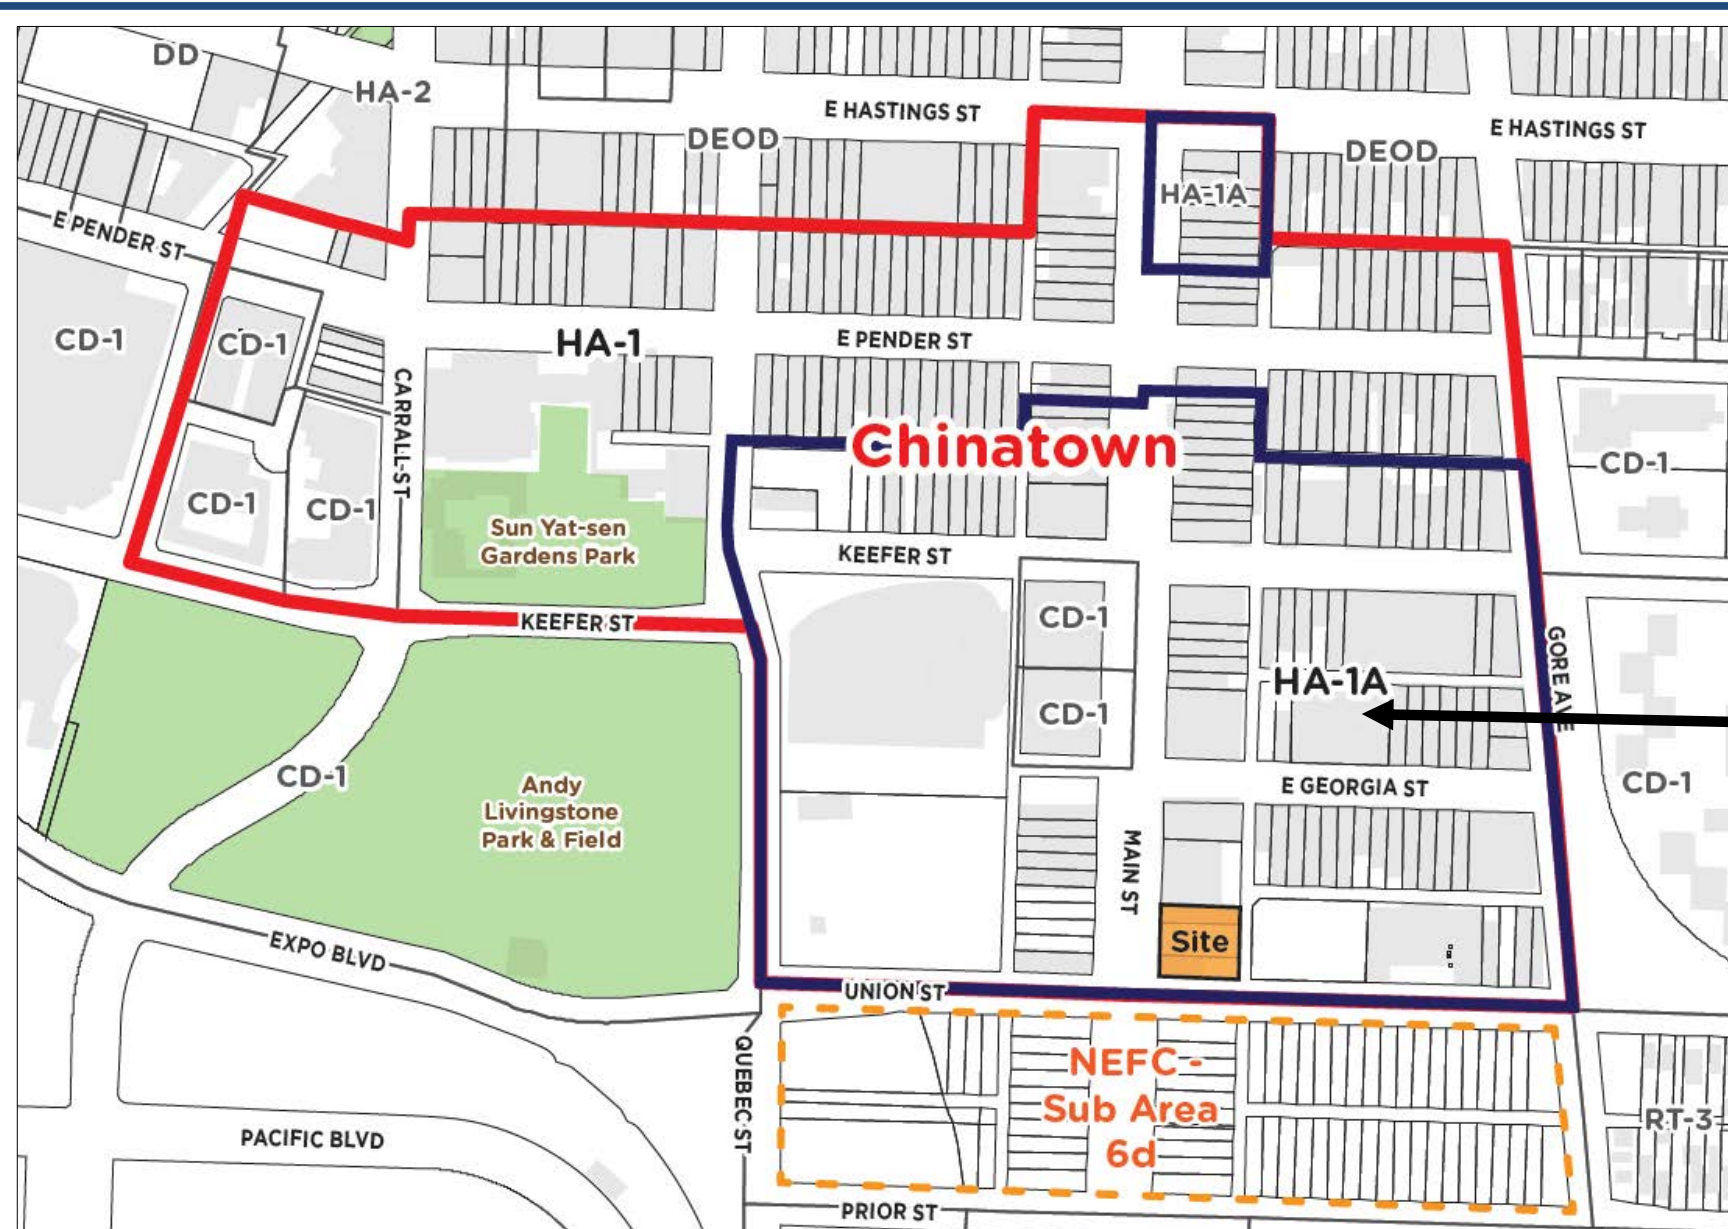 DD
HA-2
E HASTINGS ST
E HASTINGS ST
DEOD
DEOD
HA-1A
E PENDER ST
CD-1
CD-1
HA-1
E PENDER ST
CARRALL ST
Chinatown
CD-1
CD-1
CD-1
Sun Yat-sen
Gardens Park
KEEFER ST
KEEFER ST
CD-1
GORE AVE
HA-1A
CD-1
CD-1
Andy
Livingstone
Park & Field
E GEORGIA ST
CD-1
MAIN ST
Site
EXPO BLVD
UNION ST
QUEBEC ST
NEFC -
Sub Area
6d
RT-3
PACIFIC BLVD
PRIOR ST